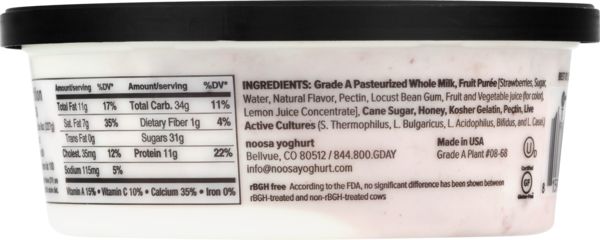 Amount/serving %DV* Amount/serving %DV*
Total Fat 11g 17% Total Carb. 34g 11%
Sat. Fat 7g 35% Dietary Fiber 1g 4%
Trans Fat 0g Sugars 31g
Cholest. 35mg 12% Protein 11g 22%
Sodium 115mg 5%
Vitamin A 15% • Vitamin C 10% • Calcium 35% • Iron 0%
INGREDIENTS: Grade A Pasteurized Whole Milk, Fruit Purée [Strawberries, Sugar,
Water, Natural Flavor, Pectin, Locust Bean Gum, Fruit and Vegetable juice (for color),
Lemon Juice Concentrate], Cane Sugar, Honey, Kosher Gelatin, Pectin, Live
Active Cultures (S. Thermophilus, L. Bulgaricus, L. Acidophilus, Bifidus, and L. Casei.)
noosa yoghurt
Bellvue, CO 80512 / 844.800.GDAY
info@noosayoghurt.com
Made in USA
Grade A Plant #08-68
U D
Certified
GF
Gluten-Free
rBGH free According to the FDA, no significant difference has been shown between
rBGH-treated and non-rBGH-treated cows